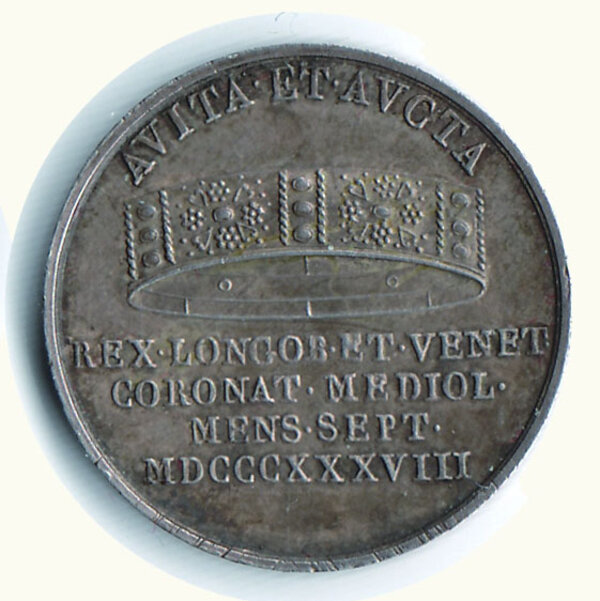 AVITA·ET·AVCTA
REX·LONGOB·ET·VENET
CORONAT·MEDIOL·
MENS·SEPT·
MDCCCXXXVIII